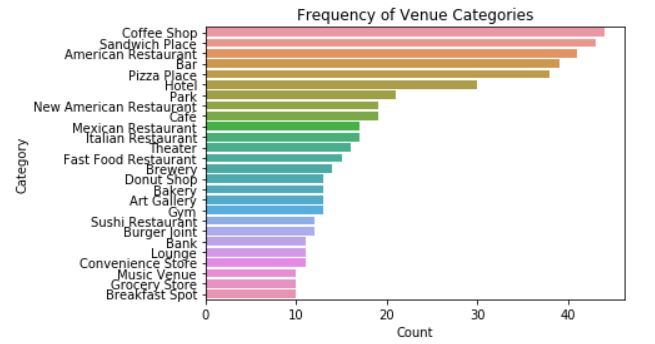 Frequency of Venue Categories
Coffee Shop
Sandwich Place
American Restaurant
Bar
Pizza Place
Hotel
Park
New American Restaurant
Café
Mexican Restaurant
Italian Restaurant
Theater
Fast Food Restaurant
Brewery
Donut Shop
Bakery
Art Gallery
Gym
Sushi Restaurant
Burger Joint
Bank
Lounge
Convenience Store
Music Venue
Grocery Store
Breakfast Spot
Category
0 10 20 30 40
Count